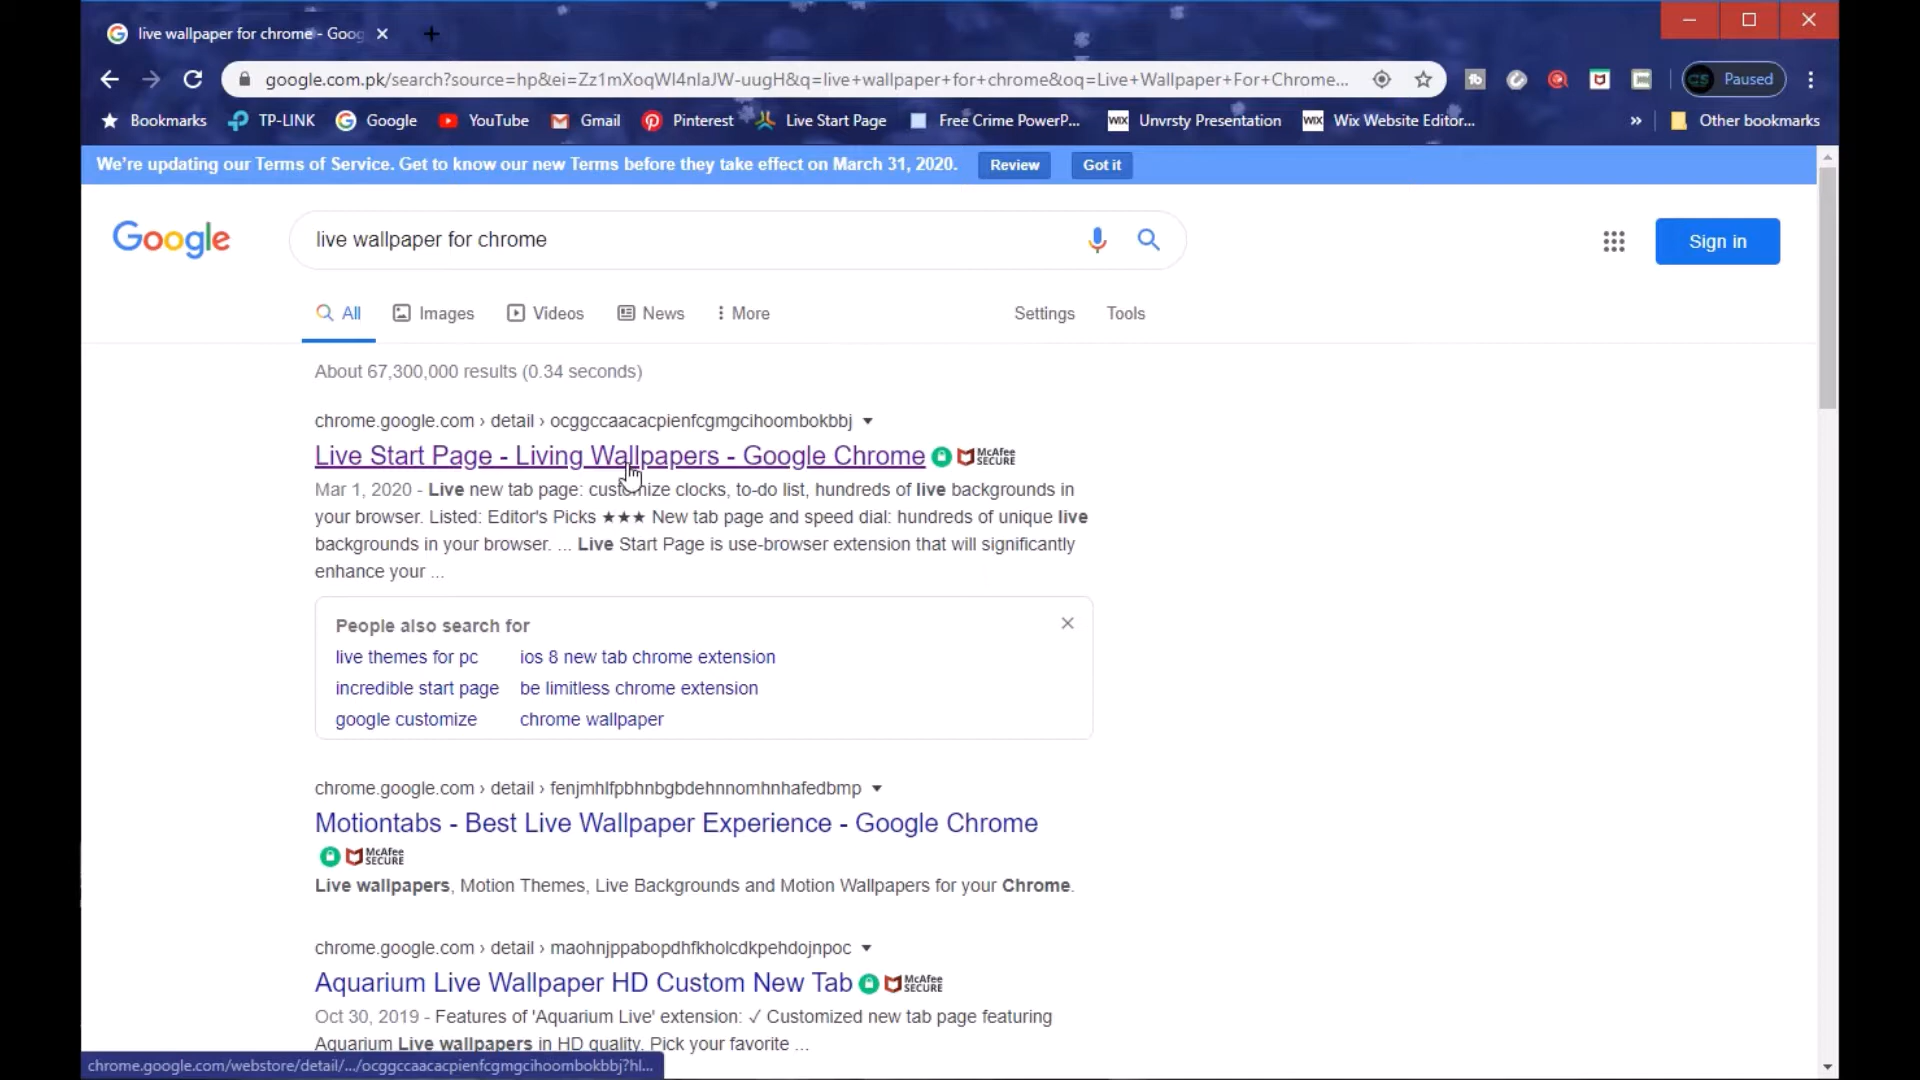 live wallpaper for chrome - Goog
google.com.pk/search?source=hp&ei=Zz1mXoqWI4nIaJW-uugH&q=live+wallpaper+for+chrome&oq=Live+Wallpaper+For+Chrome...
CS Paused
Bookmarks TP-LINK Google YouTube Gmail Pinterest Live Start Page Free Crime PowerP... WIX Unvrsty Presentation WIX Wix Website Editor... » Other bookmarks
We're updating our Terms of Service. Get to know our new Terms before they take effect on March 31, 2020. Review Got it
Google live wallpaper for chrome Sign in
All Images Videos News More Settings Tools
About 67,300,000 results (0.34 seconds)
chrome.google.com › detail › ocggccaacacpienfcgmgcihoombokbbj
Live Start Page - Living Wallpapers - Google Chrome McAfee SECURE
Mar 1, 2020 - Live new tab page: customize clocks, to-do list, hundreds of live backgrounds in
your browser. Listed: Editor's Picks ★★★ New tab page and speed dial: hundreds of unique live
backgrounds in your browser. ... Live Start Page is use-browser extension that will significantly
enhance your ...
People also search for
live themes for pc ios 8 new tab chrome extension
incredible start page be limitless chrome extension
google customize chrome wallpaper
chrome.google.com › detail › fenjmhlfpbhnbgbdehnnomhnhafedbmp
Motiontabs - Best Live Wallpaper Experience - Google Chrome
McAfee SECURE
Live wallpapers, Motion Themes, Live Backgrounds and Motion Wallpapers for your Chrome.
chrome.google.com › detail › maohnjppabopdhfkholcdkpehdojnpoc
Aquarium Live Wallpaper HD Custom New Tab McAfee SECURE
Oct 30, 2019 - Features of 'Aquarium Live' extension: ✓ Customized new tab page featuring
Aquarium Live wallpapers in HD quality. Pick your favorite ...
chrome.google.com/webstore/detail/.../ocggccaacacpienfcgmgcihoombokbbj?hl...